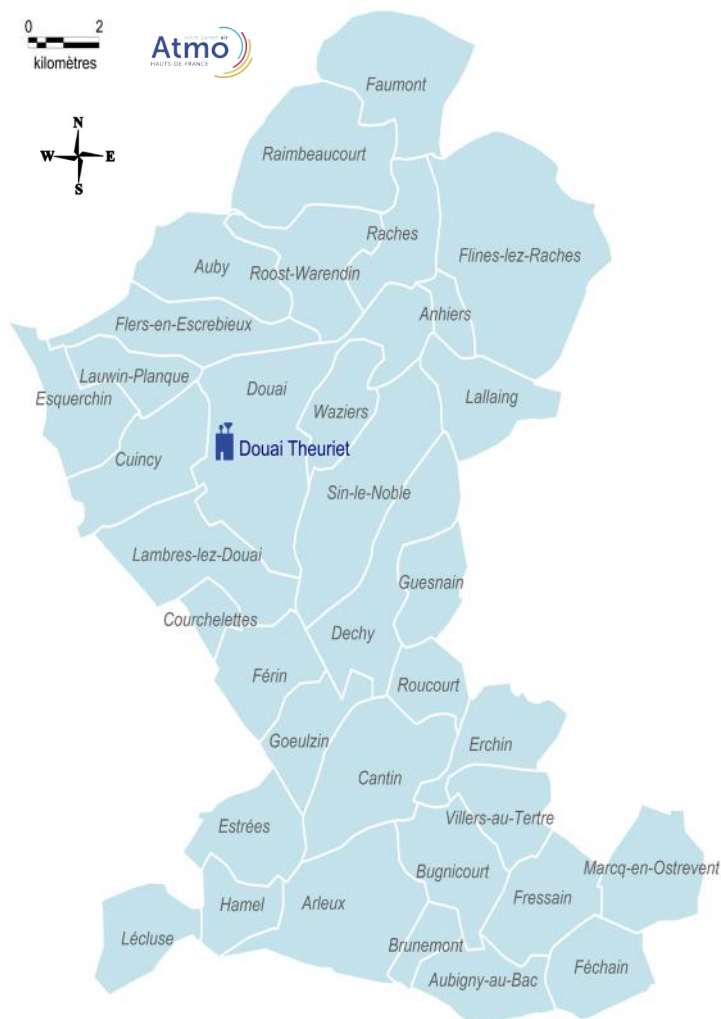 0 2
kilomètres
votre parten'air
Atmo
HAUTS-DE-FRANCE
N
W E
S
Faumont
Raimbeaucourt
Raches
Flines-lez-Raches
Auby
Roost-Warendin
Anhiers
Flers-en-Escrebieux
Lauwin-Planque
Douai
Esquerchin
Waziers
Lallaing
Douai Theuriet
Cuincy
Sin-le-Noble
Lambres-lez-Douai
Guesnain
Courchelettes
Dechy
Férin
Roucourt
Goeulzin
Erchin
Cantin
Villers-au-Tertre
Estrées
Marcq-en-Ostrevent
Bugnicourt
Fressain
Hamel
Arleux
Lécluse
Brunemont
Féchain
Aubigny-au-Bac